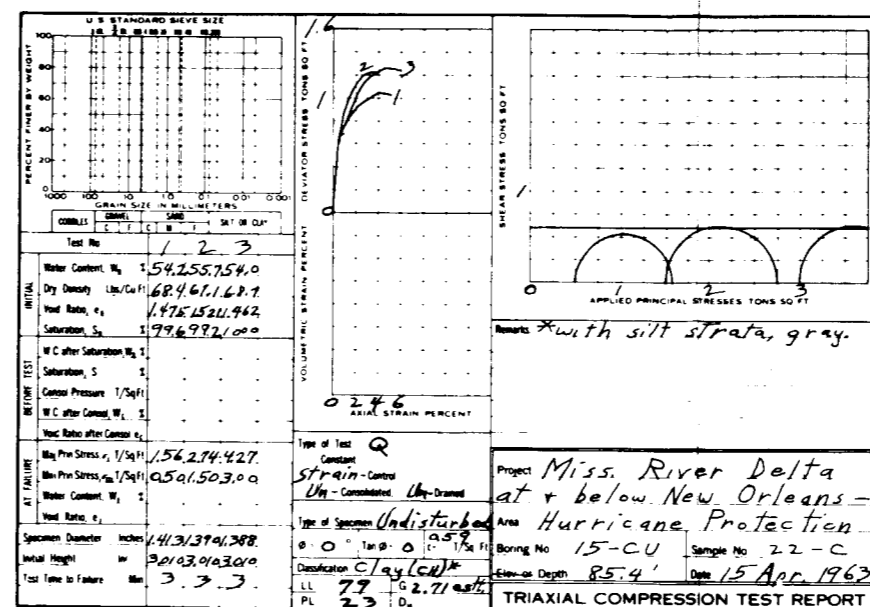 U S STANDARD SIEVE SIZE
PERCENT FINER BY WEIGHT
100
80
60
40
20
0
1000 100 10 1.0 0.1 0.01 0.001
GRAIN SIZE IN MILLIMETERS
COBBLES GRAVEL SAND SILT OR CLAY
C F C M F
Test No 1 2 3
INITIAL
Water Content, W₀ % 54.2 55.7 54.0
Dry Density Lbs/Cu Ft 68.4 67.1 68.7
Void Ratio, e₀ 1.475 1.521 1.462
Saturation, S₀ % 99.6 99.2 100
BEFORE TEST
W C after Saturation, W %
Saturation, S %
Consol Pressure T/Sq Ft
W C after Consol, W %
Void Ratio after Consol e
AT FAILURE
Maj Prin Stress, T/Sq Ft 1.56 2.74 4.27
Min Prin Stress, T/Sq Ft 0.50 1.50 3.00
Water Content, W %
Void Ratio, e
Specimen Diameter Inches 1.413 1.390 1.388
Initial Height in 3.010 3.010 3.010
Test Time to Failure Min 3 3 3
DEVIATOR STRESS TONS SQ FT
1.6
1
0
2 3
1
VOLUMETRIC STRAIN PERCENT
0 2 4 6
AXIAL STRAIN PERCENT
Type of Test Q
Constant
Strain-Control
Un-Consolidated, Un-Drained
Type of Specimen Undisturbed
Ø 0° Tan Ø 0 c 0.59 T/Sq Ft
Classification Clay (CH)*
LL 79 G 2.71 est.
PL 23 D
SHEAR STRESS TONS SQ FT
1
0 1 2 3
APPLIED PRINCIPAL STRESSES TONS SQ FT
Remarks *with silt strata, gray.
Project Miss. River Delta
at & below New Orleans-
Area Hurricane Protection
Boring No 15-CU Sample No 22-C
Elev or Depth 85.4' Date 15 Apr. 1963
TRIAXIAL COMPRESSION TEST REPORT